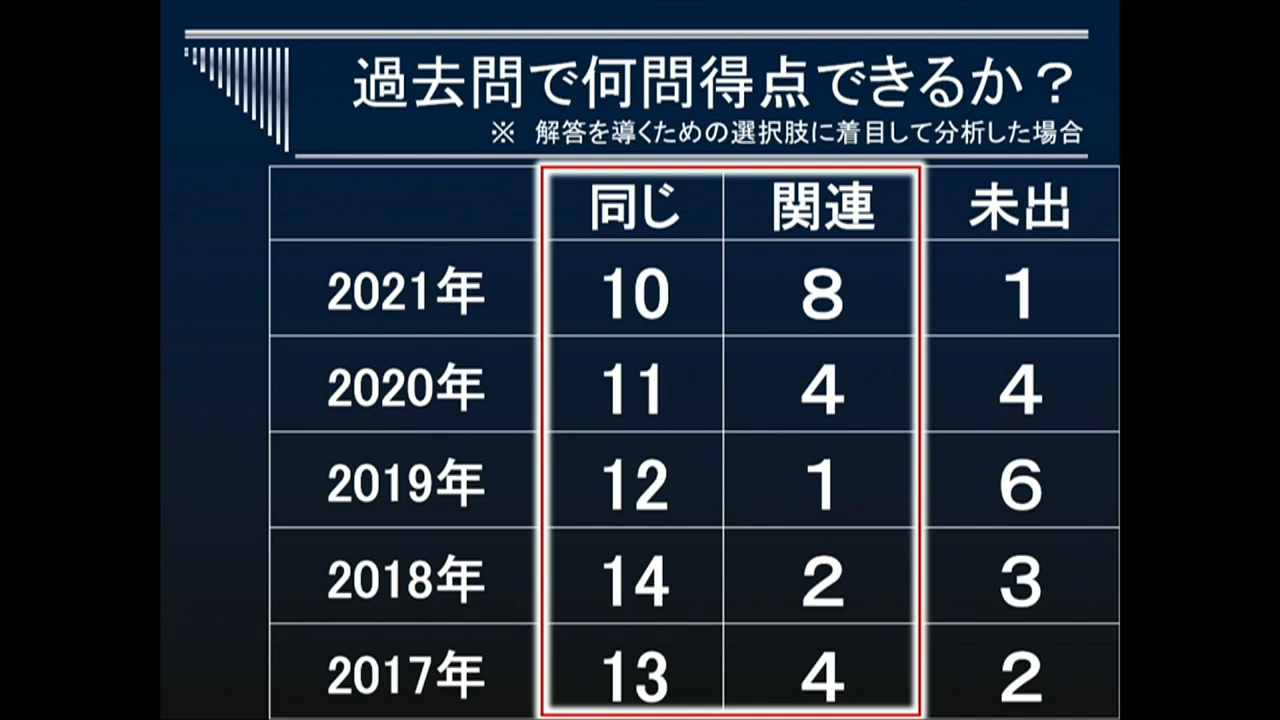 過去問で何問得点できるか？
※ 解答を導くための選択肢に着目して分析した場合
同じ 関連 未出
2021年 10 8 1
2020年 11 4 4
2019年 12 1 6
2018年 14 2 3
2017年 13 4 2